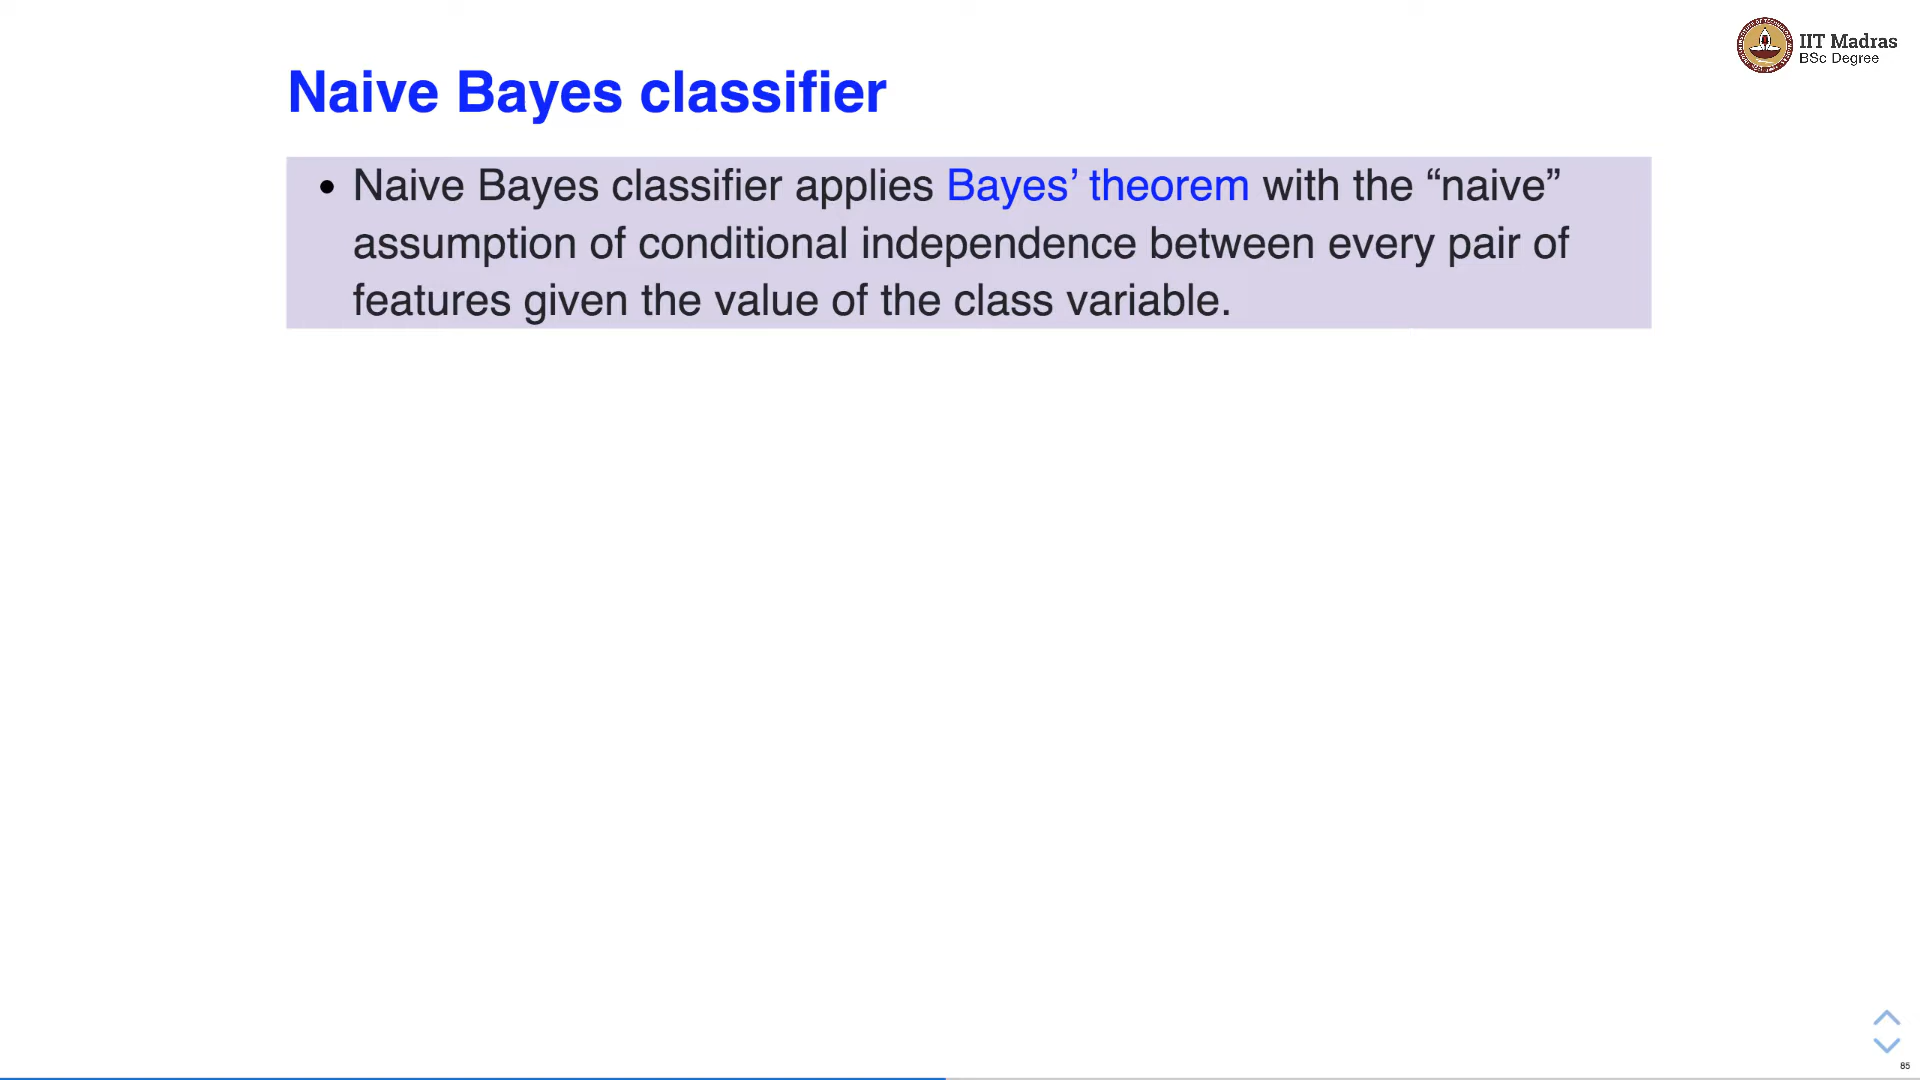 IIT Madras
BSc Degree
Naive Bayes classifier
• Naive Bayes classifier applies Bayes’ theorem with the “naive”
assumption of conditional independence between every pair of
features given the value of the class variable.
85